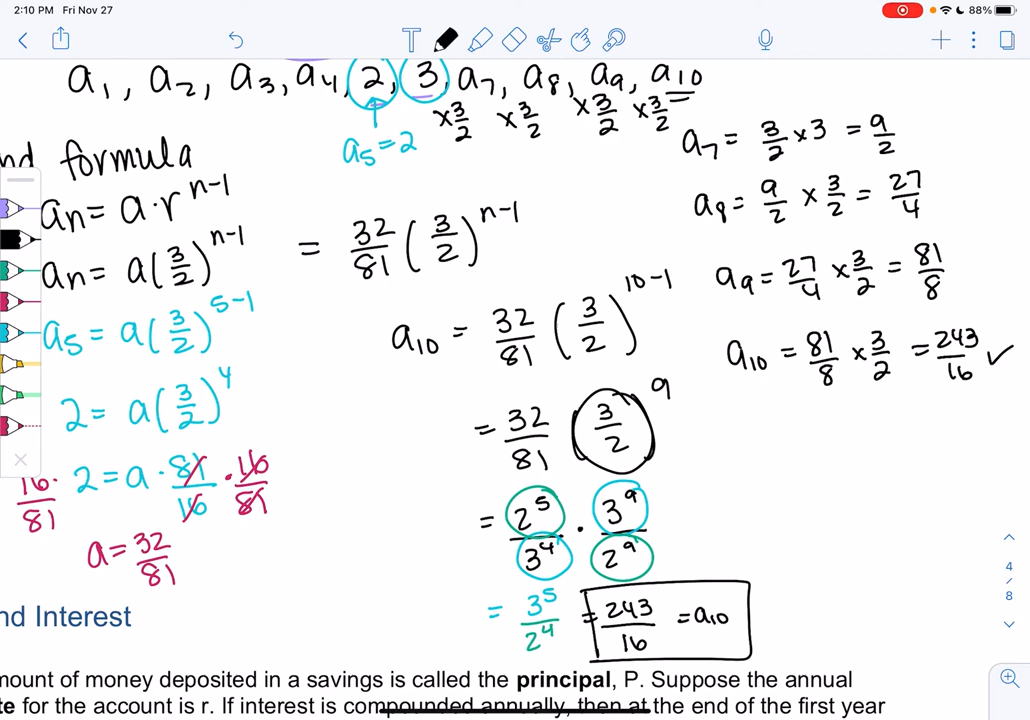 2:10 PM Fri Nov 27
88%
a1, a2, a3, a4, 2, 3, a7, a8, a9, a10
×3/2 ×3/2 ×3/2 ×3/2
a5 = 2
nd formula
an = a·r^(n-1)
an = a(3/2)^(n-1) = 32/81 (3/2)^(n-1)
a5 = a(3/2)^(5-1)
2 = a(3/2)^4
16/81 · 2 = a · 81/16 · 16/81
a = 32/81
a10 = 32/81 (3/2)^(10-1)
= 32/81 (3/2)^9
= 2^5/3^4 · 3^9/2^9
= 3^5/2^4 = 243/16 = a10
a7 = 3/2 × 3 = 9/2
a8 = 9/2 × 3/2 = 27/4
a9 = 27/4 × 3/2 = 81/8
a10 = 81/8 × 3/2 = 243/16 ✓
nd Interest
mount of money deposited in a savings is called the principal, P. Suppose the annual
te for the account is r. If interest is compounded annually, then at the end of the first year
4
/
8